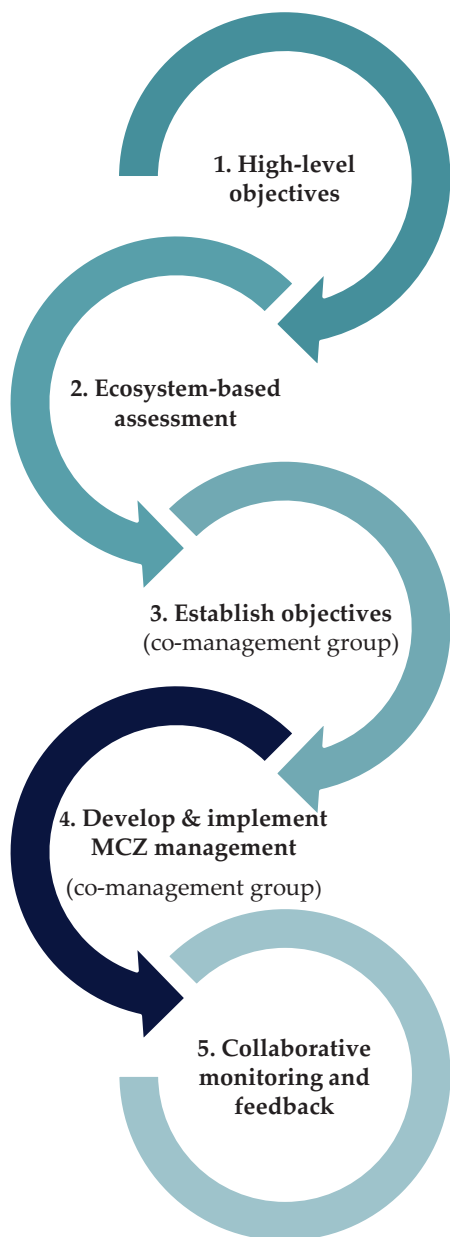 1. High-level
objectives
2. Ecosystem-based
assessment
3. Establish objectives
(co-management group)
4. Develop & implement
MCZ management
(co-management group)
5. Collaborative
monitoring and
feedback